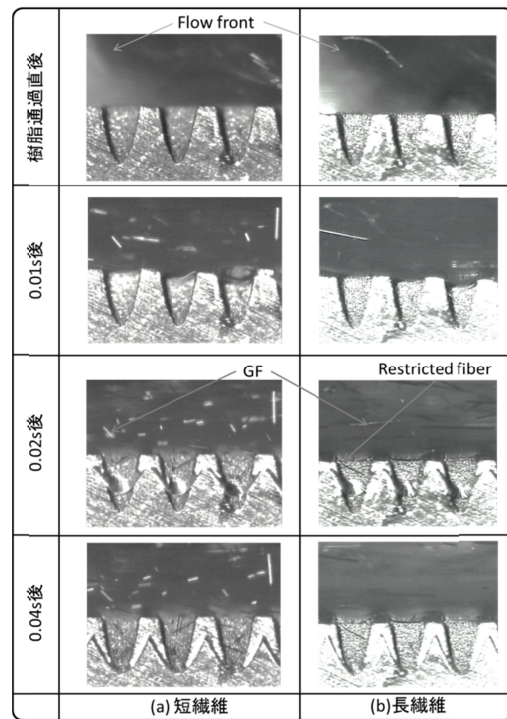 Flow front
樹脂通過直後
0.01s後
GF
Restricted fiber
0.02s後
0.04s後
(a) 短繊維
(b) 長繊維